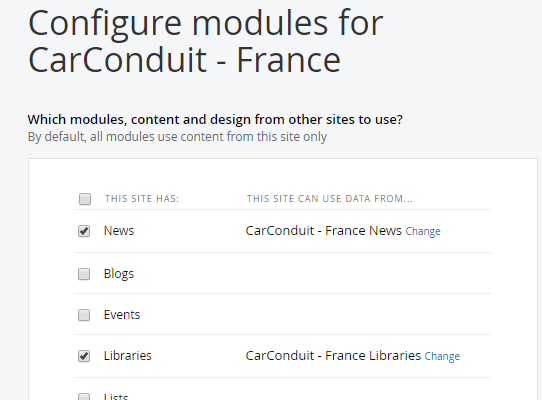 Configure modules for
CarConduit - France
Which modules, content and design from other sites to use?
By default, all modules use content from this site only
THIS SITE HAS: THIS SITE CAN USE DATA FROM...
News CarConduit - France News Change
Blogs
Events
Libraries CarConduit - France Libraries Change
Lists